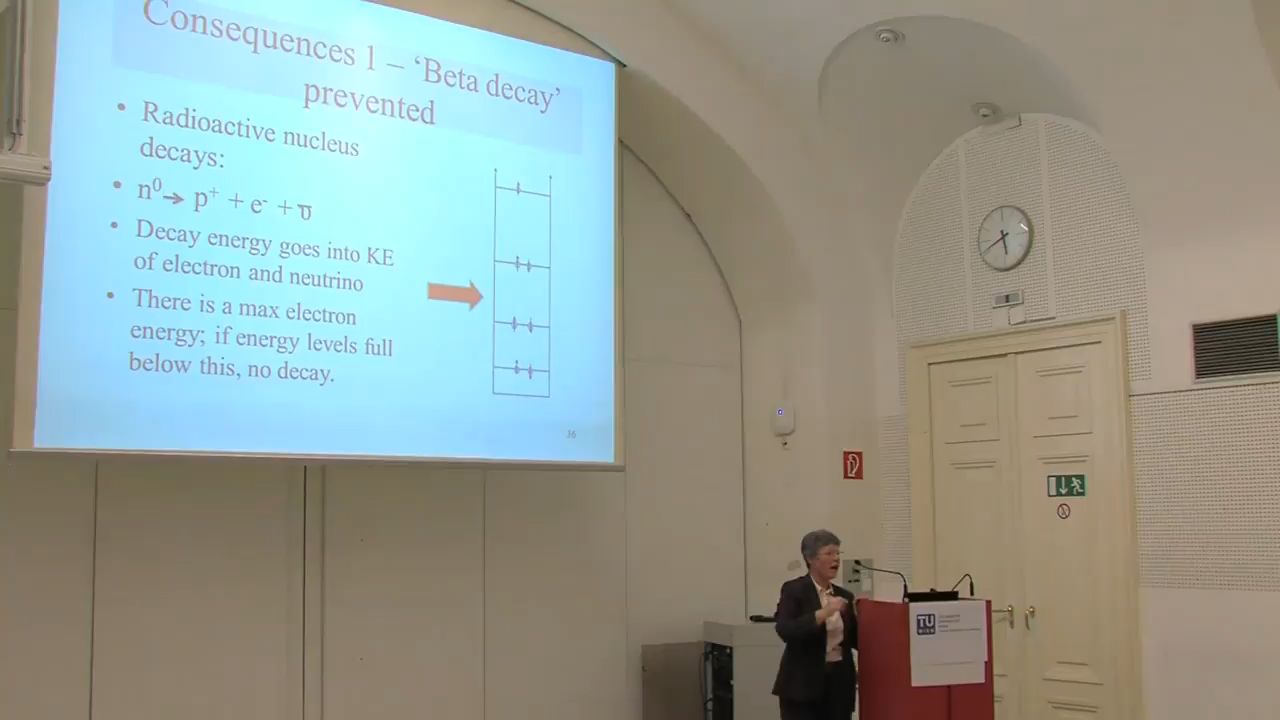 Consequences 1 – ‘Beta decay’
prevented
• Radioactive nucleus
decays:
• n⁰→ p⁺ + e⁻ + ν̅
• Decay energy goes into KE
of electron and neutrino
• There is a max electron
energy; if energy levels full
below this, no decay.
36
TU
WIEN